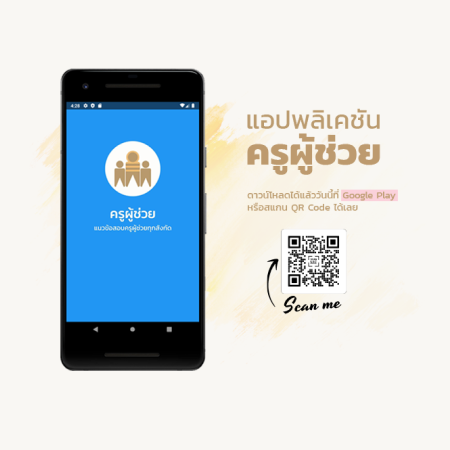 4:28
ครูผู้ช่วย
แนวข้อสอบครูผู้ช่วยทุกสังกัด
แอปพลิเคชัน
ครูผู้ช่วย
ดาวน์โหลดได้แล้ววันนี้ที่ Google Play
หรือสแกน QR Code ได้เลย
Scan me